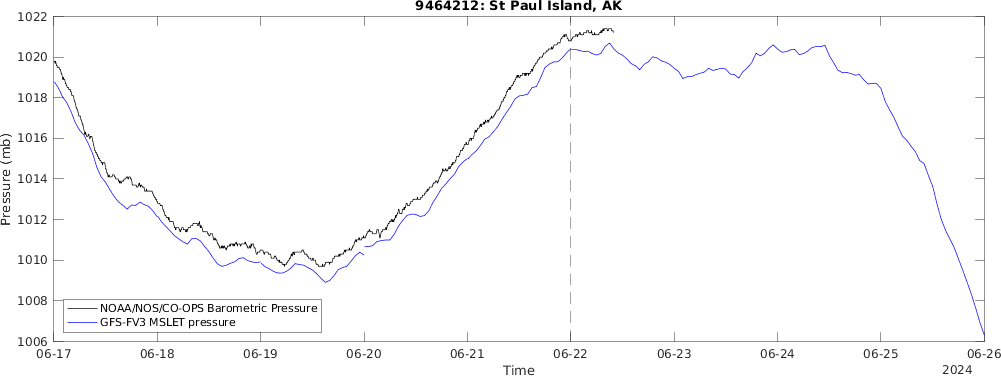 9464212: St Paul Island, AK
1022
1020
1018
1016
1014
1012
1010
1008
1006
Pressure (mb)
NOAA/NOS/CO-OPS Barometric Pressure
GFS-FV3 MSLET pressure
06-17 06-18 06-19 06-20 06-21 06-22 06-23 06-24 06-25 06-26
Time
2024